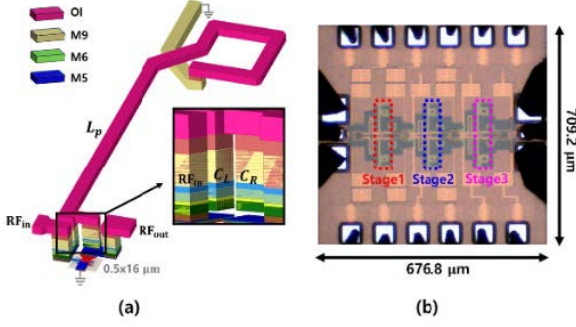 OI
M9
M6
M5
Lp
RFin
CL
CR
RFin
RFout
0.5x16 μm
(a)
Stage1
Stage2
Stage3
709.2 μm
676.8 μm
(b)